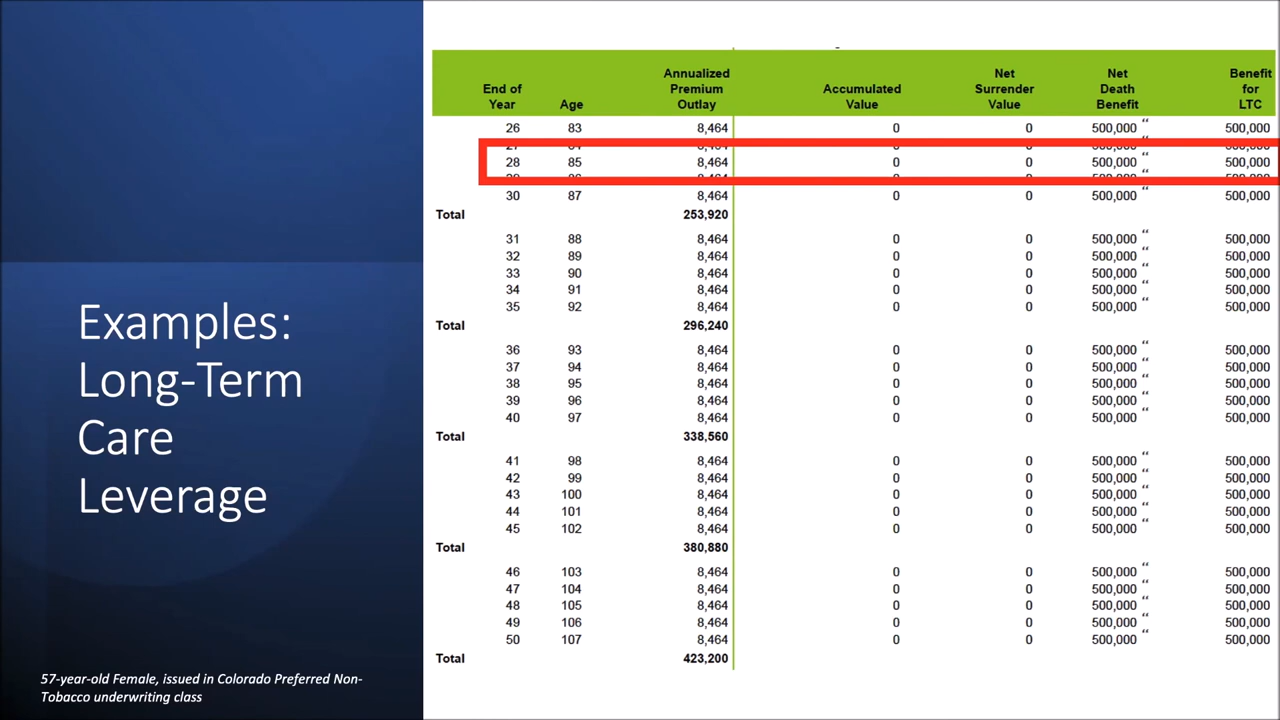 Examples:
Long-Term
Care
Leverage
57-year-old Female, issued in Colorado Preferred Non-
Tobacco underwriting class
End of Year Age Annualized Premium Outlay Accumulated Value Net Surrender Value Net Death Benefit Benefit for LTC
26 83 8,464 0 0 500,000 “ 500,000
28 85 8,464 0 0 500,000 “ 500,000
30 87 8,464 0 0 500,000 “ 500,000
Total 253,920
31 88 8,464 0 0 500,000 “ 500,000
32 89 8,464 0 0 500,000 “ 500,000
33 90 8,464 0 0 500,000 “ 500,000
34 91 8,464 0 0 500,000 “ 500,000
35 92 8,464 0 0 500,000 “ 500,000
Total 296,240
36 93 8,464 0 0 500,000 “ 500,000
37 94 8,464 0 0 500,000 “ 500,000
38 95 8,464 0 0 500,000 “ 500,000
39 96 8,464 0 0 500,000 “ 500,000
40 97 8,464 0 0 500,000 “ 500,000
Total 338,560
41 98 8,464 0 0 500,000 “ 500,000
42 99 8,464 0 0 500,000 “ 500,000
43 100 8,464 0 0 500,000 “ 500,000
44 101 8,464 0 0 500,000 “ 500,000
45 102 8,464 0 0 500,000 “ 500,000
Total 380,880
46 103 8,464 0 0 500,000 “ 500,000
47 104 8,464 0 0 500,000 “ 500,000
48 105 8,464 0 0 500,000 “ 500,000
49 106 8,464 0 0 500,000 “ 500,000
50 107 8,464 0 0 500,000 “ 500,000
Total 423,200